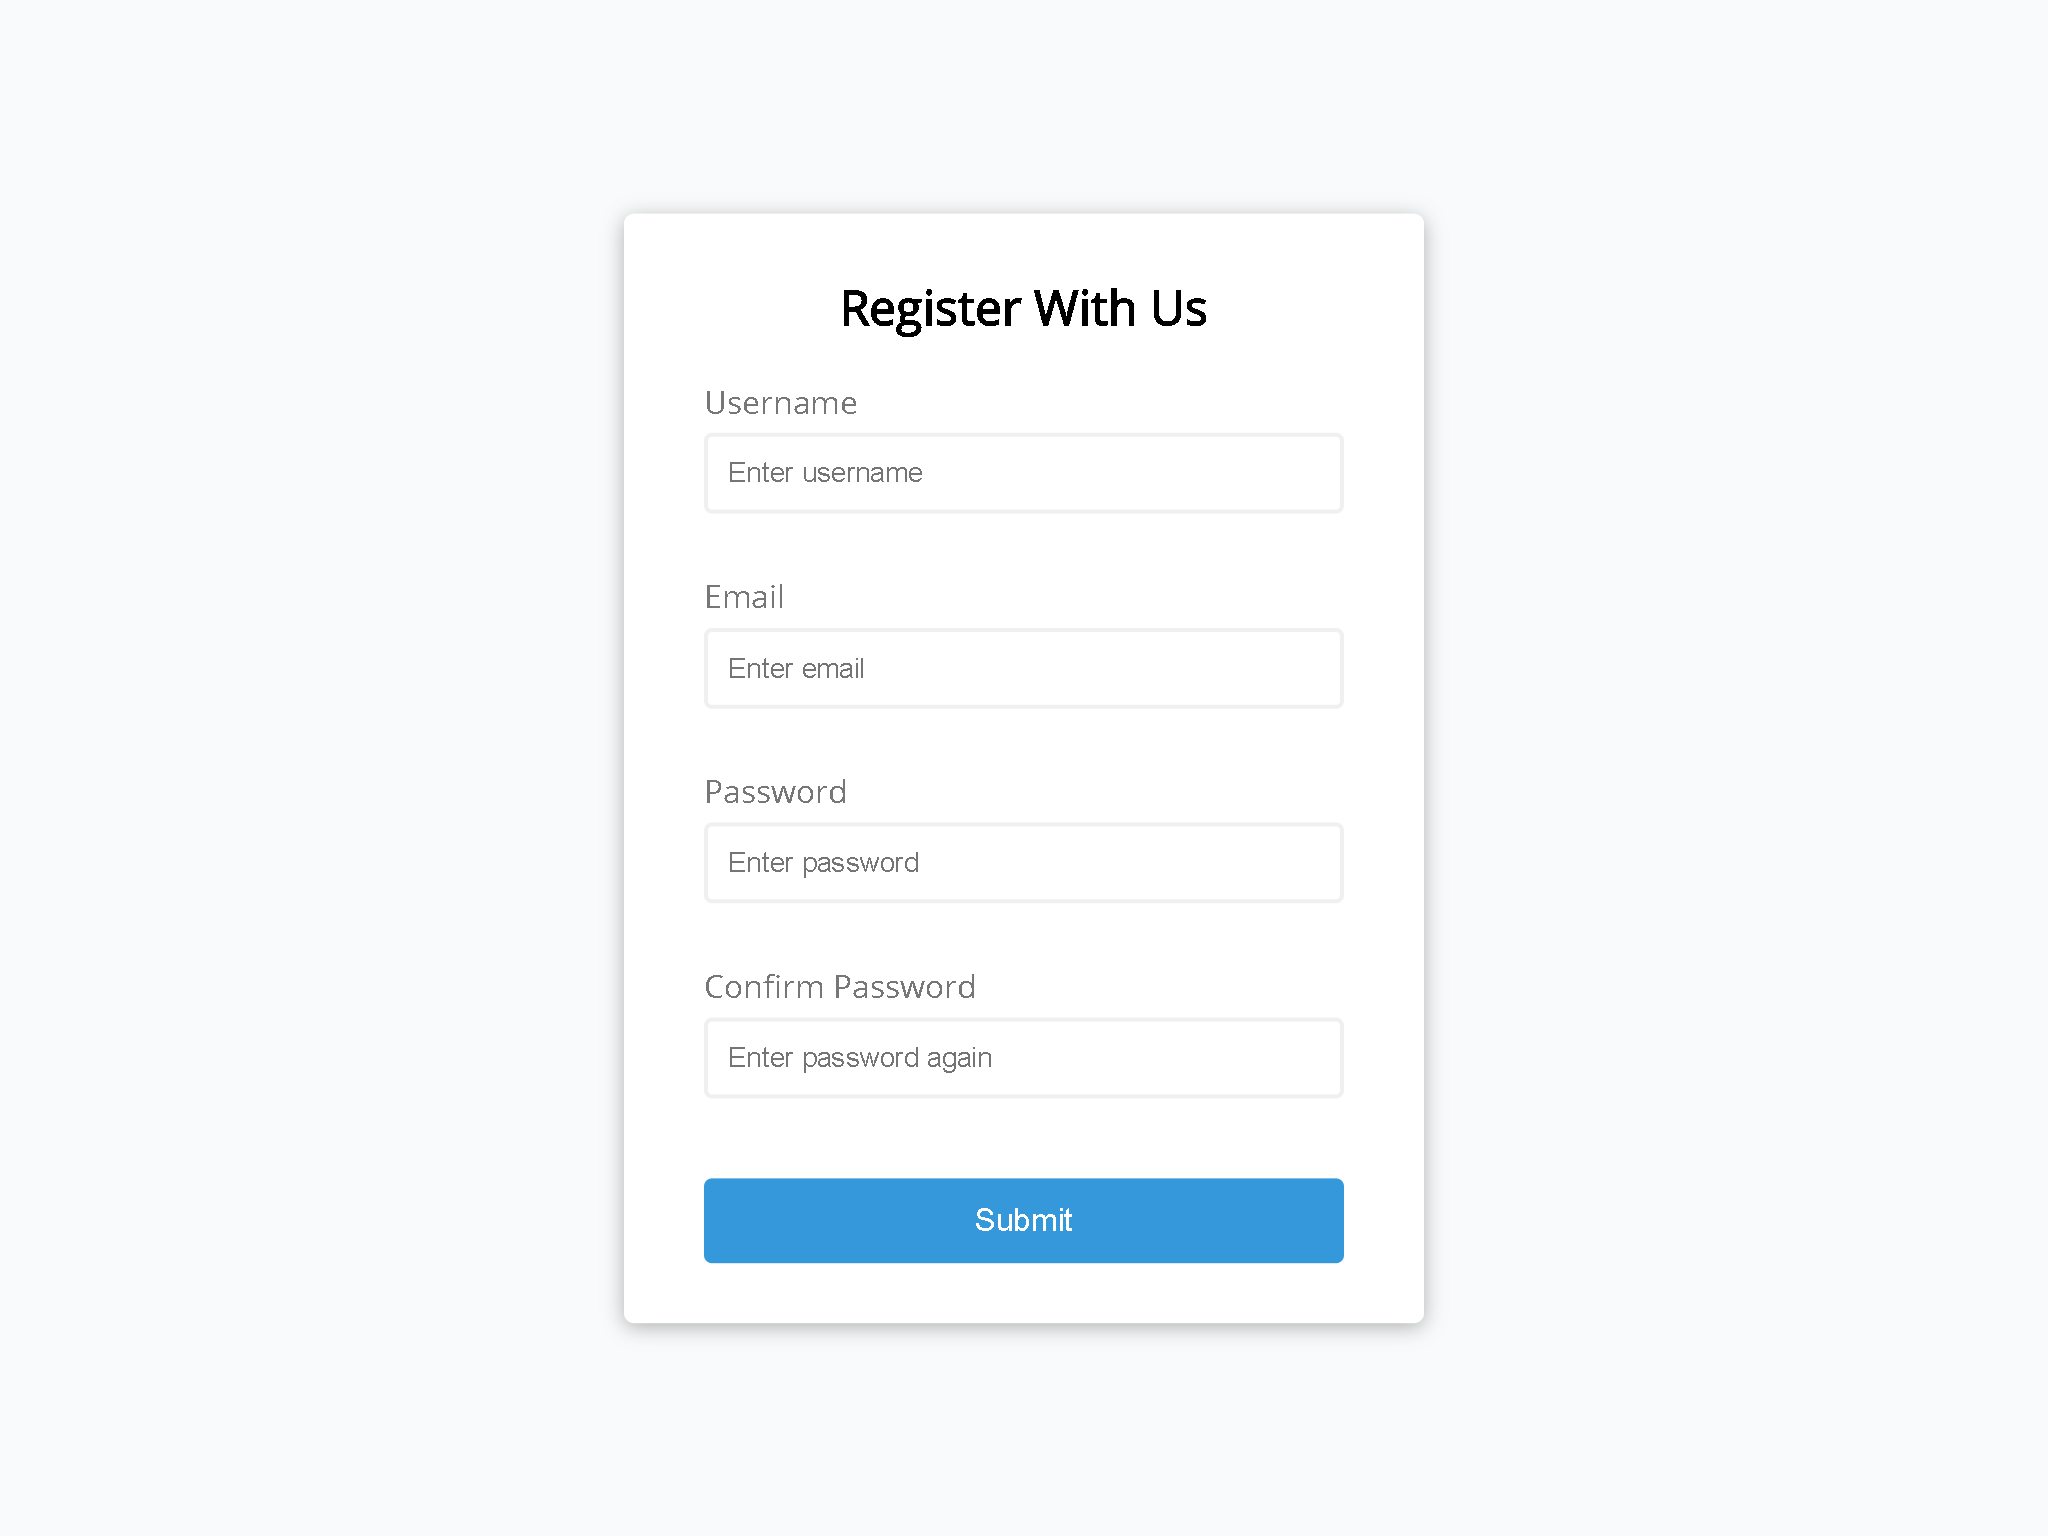 Register With Us
Username
Enter username
Email
Enter email
Password
Enter password
Confirm Password
Enter password again
Submit